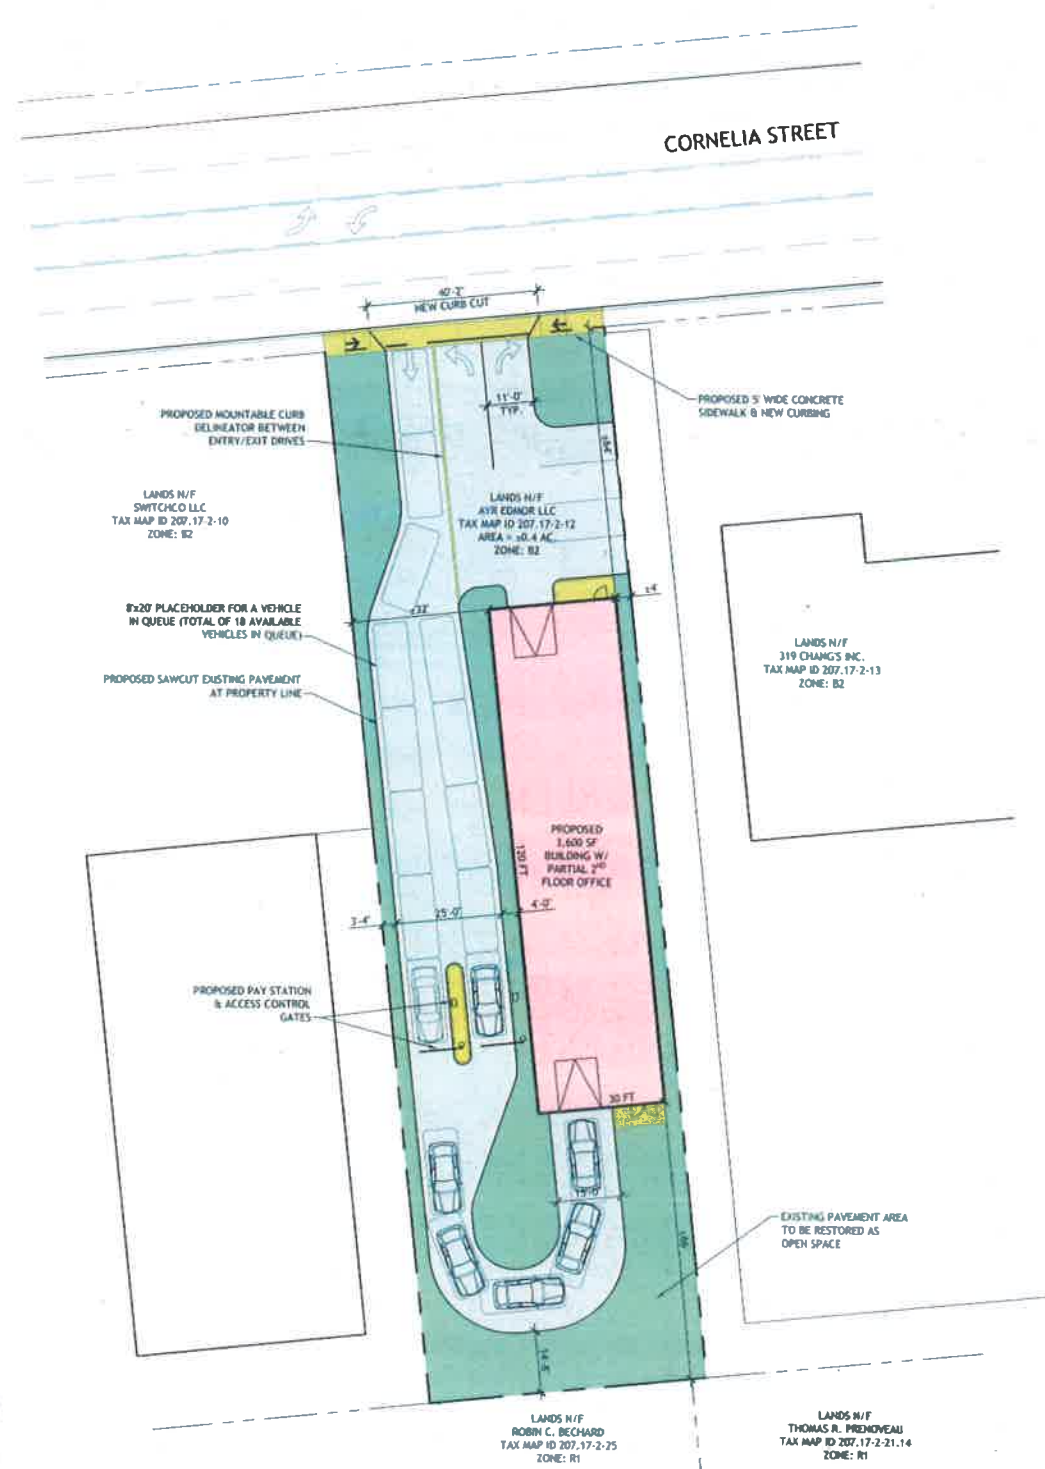 CORNELIA STREET
40'-2"
NEW CURB CUT
PROPOSED 5' WIDE CONCRETE
SIDEWALK & NEW CURBING
11'-0"
TYP.
PROPOSED MOUNTABLE CURB
DELINEATOR BETWEEN
ENTRY/EXIT DRIVES
LANDS N/F
SWITCHCO LLC
TAX MAP ID 207.17-2-10
ZONE: B2
LANDS N/F
AYR EDMOR LLC
TAX MAP ID 207.17-2-12
AREA = ±0.4 AC
ZONE: B2
±4'
8'x20' PLACEHOLDER FOR A VEHICLE
IN QUEUE (TOTAL OF 18 AVAILABLE
VEHICLES IN QUEUE)
±32'
LANDS N/F
319 CHANG'S INC.
TAX MAP ID 207.17-2-13
ZONE: B2
PROPOSED SAWCUT EXISTING PAVEMENT
AT PROPERTY LINE
PROPOSED
3,600 SF
BUILDING W/
PARTIAL 2ND
FLOOR OFFICE
120 FT
3'-4"
25'-0"
4'-0"
PROPOSED PAY STATION
& ACCESS CONTROL
GATES
30 FT
15'-0"
EXISTING PAVEMENT AREA
TO BE RESTORED AS
OPEN SPACE
LANDS N/F
ROBIN C. BECHARD
TAX MAP ID 207.17-2-25
ZONE: R1
LANDS N/F
THOMAS R. PRENOVEAU
TAX MAP ID 207.17-2-21.14
ZONE: R1